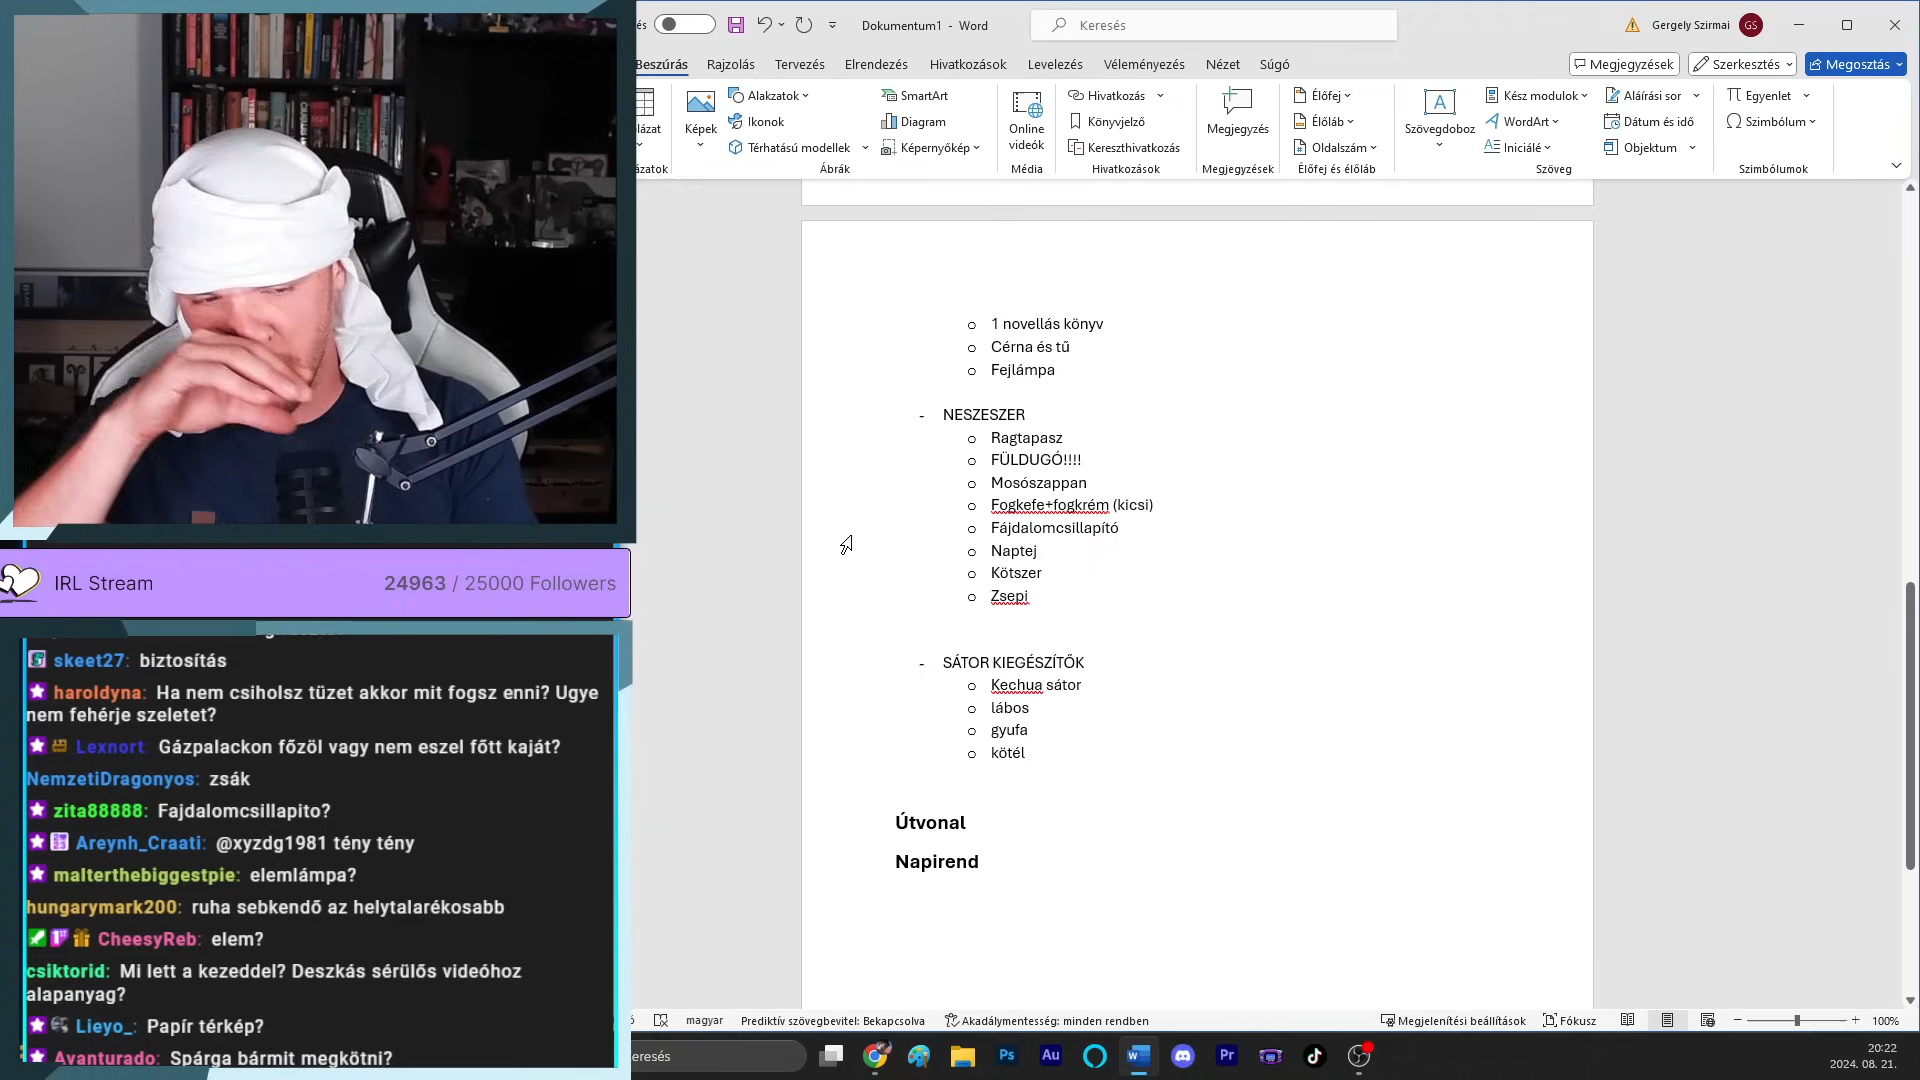 és
Dokumentum1 - Word
Keresés
Gergely Szirmai
GS
Beszúrás
Rajzolás
Tervezés
Elrendezés
Hivatkozások
Levelezés
Véleményezés
Nézet
Súgó
Megjegyzések
Szerkesztés
Megosztás
lázat
Képek
Alakzatok
Ikonok
Térhatású modellek
SmartArt
Diagram
Képernyőkép
Online videók
Hivatkozás
Könyvjelző
Kereszthivatkozás
Megjegyzés
Élőfej
Élőláb
Oldalszám
Szövegdoboz
Kész modulok
WordArt
Iniciálé
Aláírási sor
Dátum és idő
Objektum
Egyenlet
Szimbólum
ázatok
Ábrák
Média
Hivatkozások
Megjegyzések
Élőfej és élőláb
Szöveg
Szimbólumok
o 1 novellás könyv
o Cérna és tű
o Fejlámpa
- NESZESZER
o Ragtapasz
o FÜLDUGÓ!!!!
o Mosószappan
o Fogkefe+fogkrém (kicsi)
o Fájdalomcsillapító
o Naptej
o Kötszer
o Zsepi
- SÁTOR KIEGÉSZÍTŐK
o Kechua sátor
o lábos
o gyufa
o kötél
Útvonal
Napirend
IRL Stream
24963 / 25000 Followers
skeet27: biztosítás
haroldyna: Ha nem csiholsz tüzet akkor mit fogsz enni? Ugye
nem fehérje szeletet?
Lexnort: Gázpalackon főzöl vagy nem eszel főtt kaját?
NemzetiDragonyos: zsák
zita88888: Fajdalomcsillapito?
Areynh_Craati: @xyzdg1981 tény tény
malterthebiggestpie: elemlámpa?
hungarymark200: ruha sebkendő az helytalarékosabb
CheesyReb: elem?
csiktorid: Mi lett a kezeddel? Deszkás sérülős videóhoz
alapanyag?
Lieyo_: Papír térkép?
Avanturado: Spárga bármit megkötni?
magyar
Prediktív szövegbevitel: Bekapcsolva
Akadálymentesség: minden rendben
Megjelenítési beállítások
Fókusz
100%
eresés
Ps
Au
Pr
20:22
2024. 08. 21.